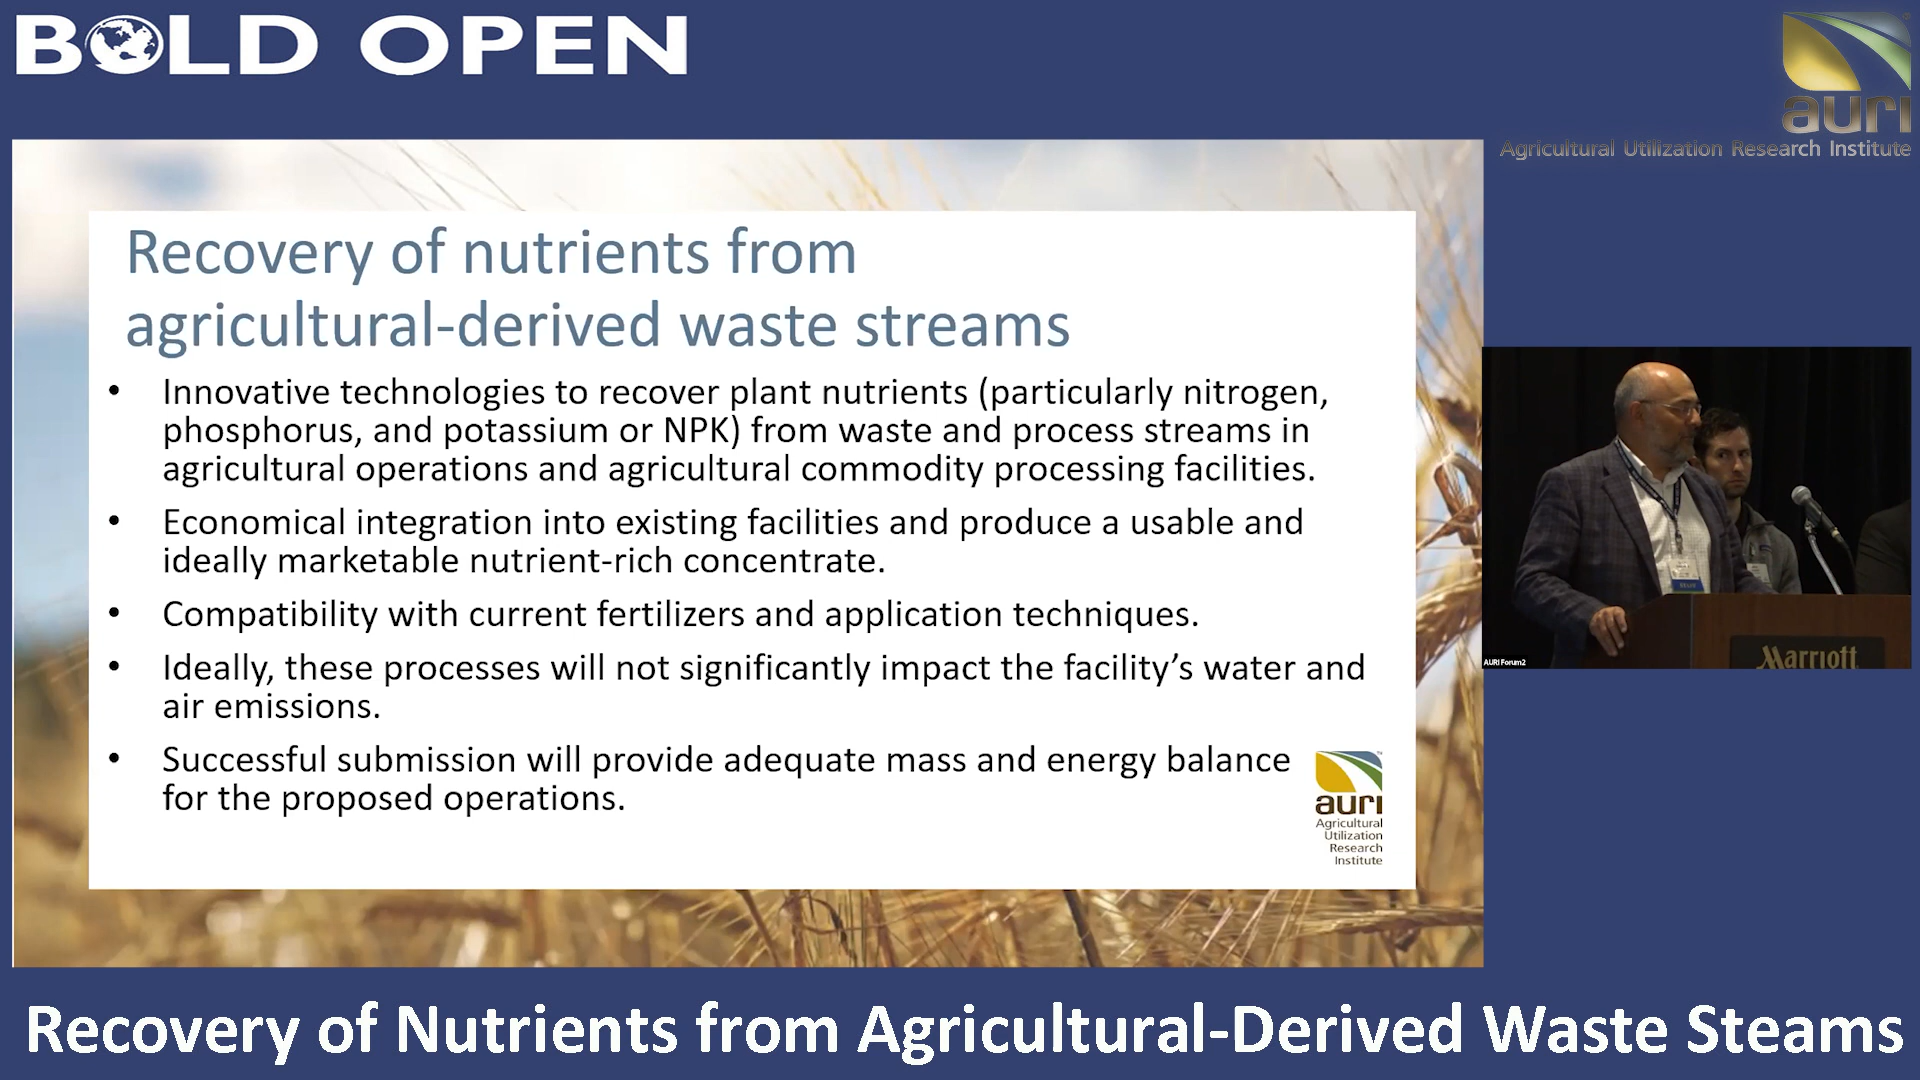 BOLD OPEN
auri
Agricultural Utilization Research Institute
Recovery of nutrients from
agricultural-derived waste streams
• Innovative technologies to recover plant nutrients (particularly nitrogen,
phosphorus, and potassium or NPK) from waste and process streams in
agricultural operations and agricultural commodity processing facilities.
• Economical integration into existing facilities and produce a usable and
ideally marketable nutrient-rich concentrate.
• Compatibility with current fertilizers and application techniques.
• Ideally, these processes will not significantly impact the facility’s water and
air emissions.
• Successful submission will provide adequate mass and energy balance
for the proposed operations.
auri
Agricultural
Utilization
Research
Institute
Marriott
AURI Forum2
Recovery of Nutrients from Agricultural-Derived Waste Steams